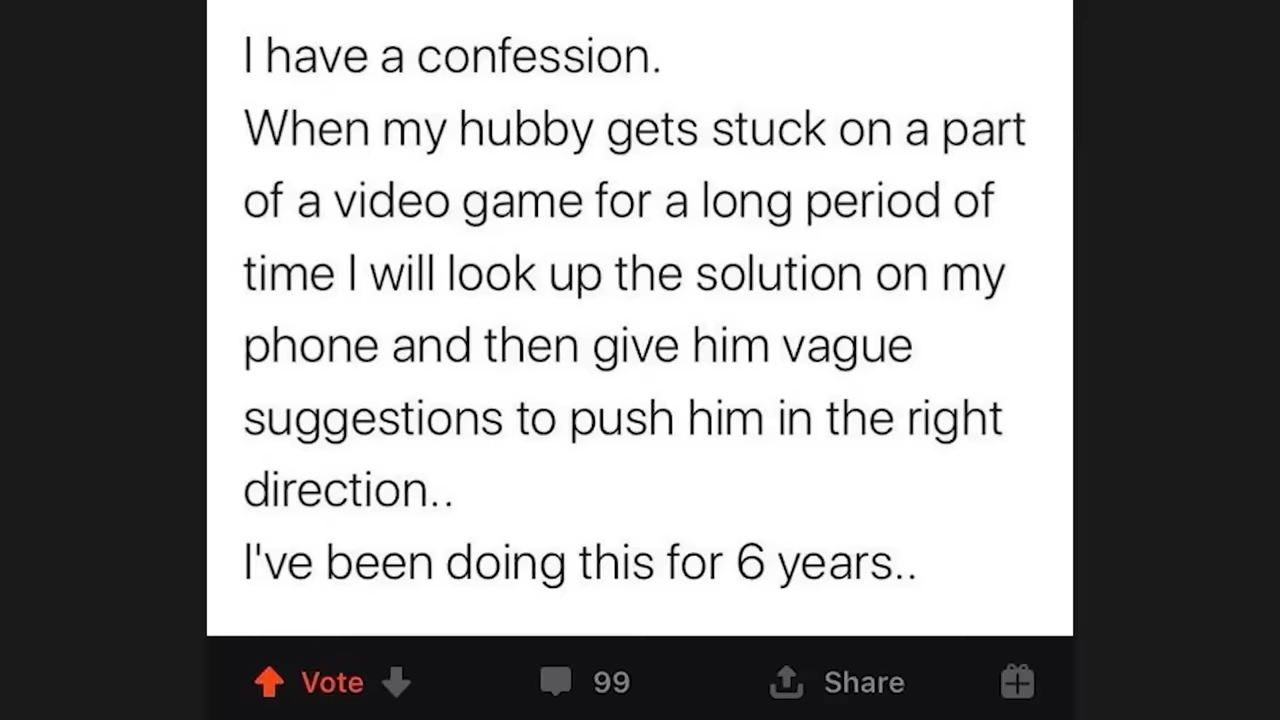 I have a confession.
When my hubby gets stuck on a part
of a video game for a long period of
time I will look up the solution on my
phone and then give him vague
suggestions to push him in the right
direction..
I've been doing this for 6 years..
Vote 99 Share